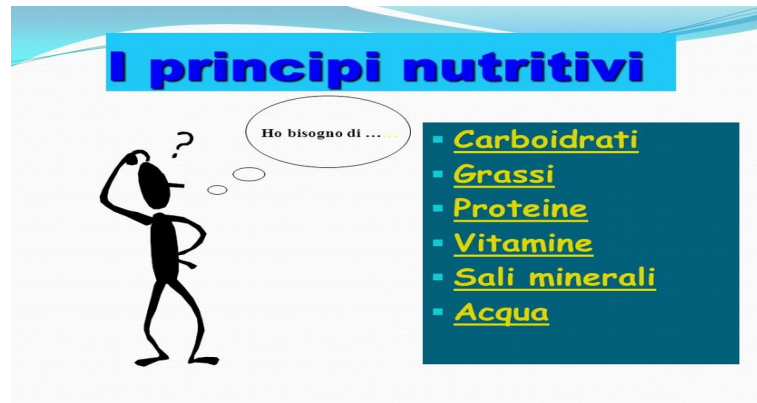 I principi nutritivi
?
Ho bisogno di ......
Carboidrati
Grassi
Proteine
Vitamine
Sali minerali
Acqua